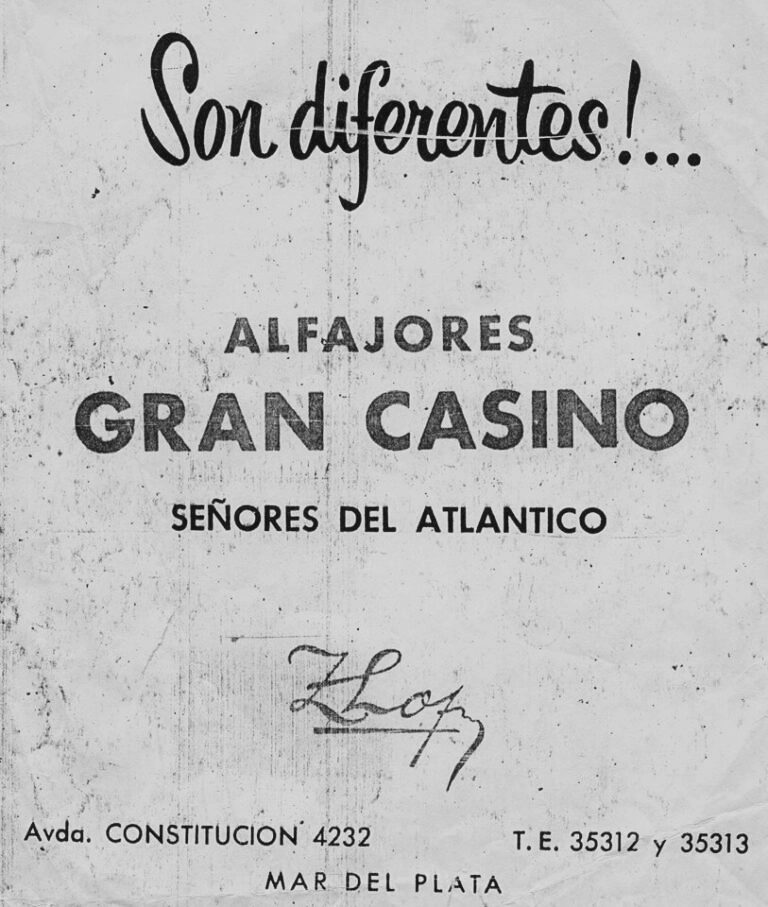 Son diferentes!...
ALFAJORES
GRAN CASINO
SEÑORES DEL ATLANTICO
Avda. CONSTITUCION 4232 T.E. 35312 y 35313
MAR DEL PLATA